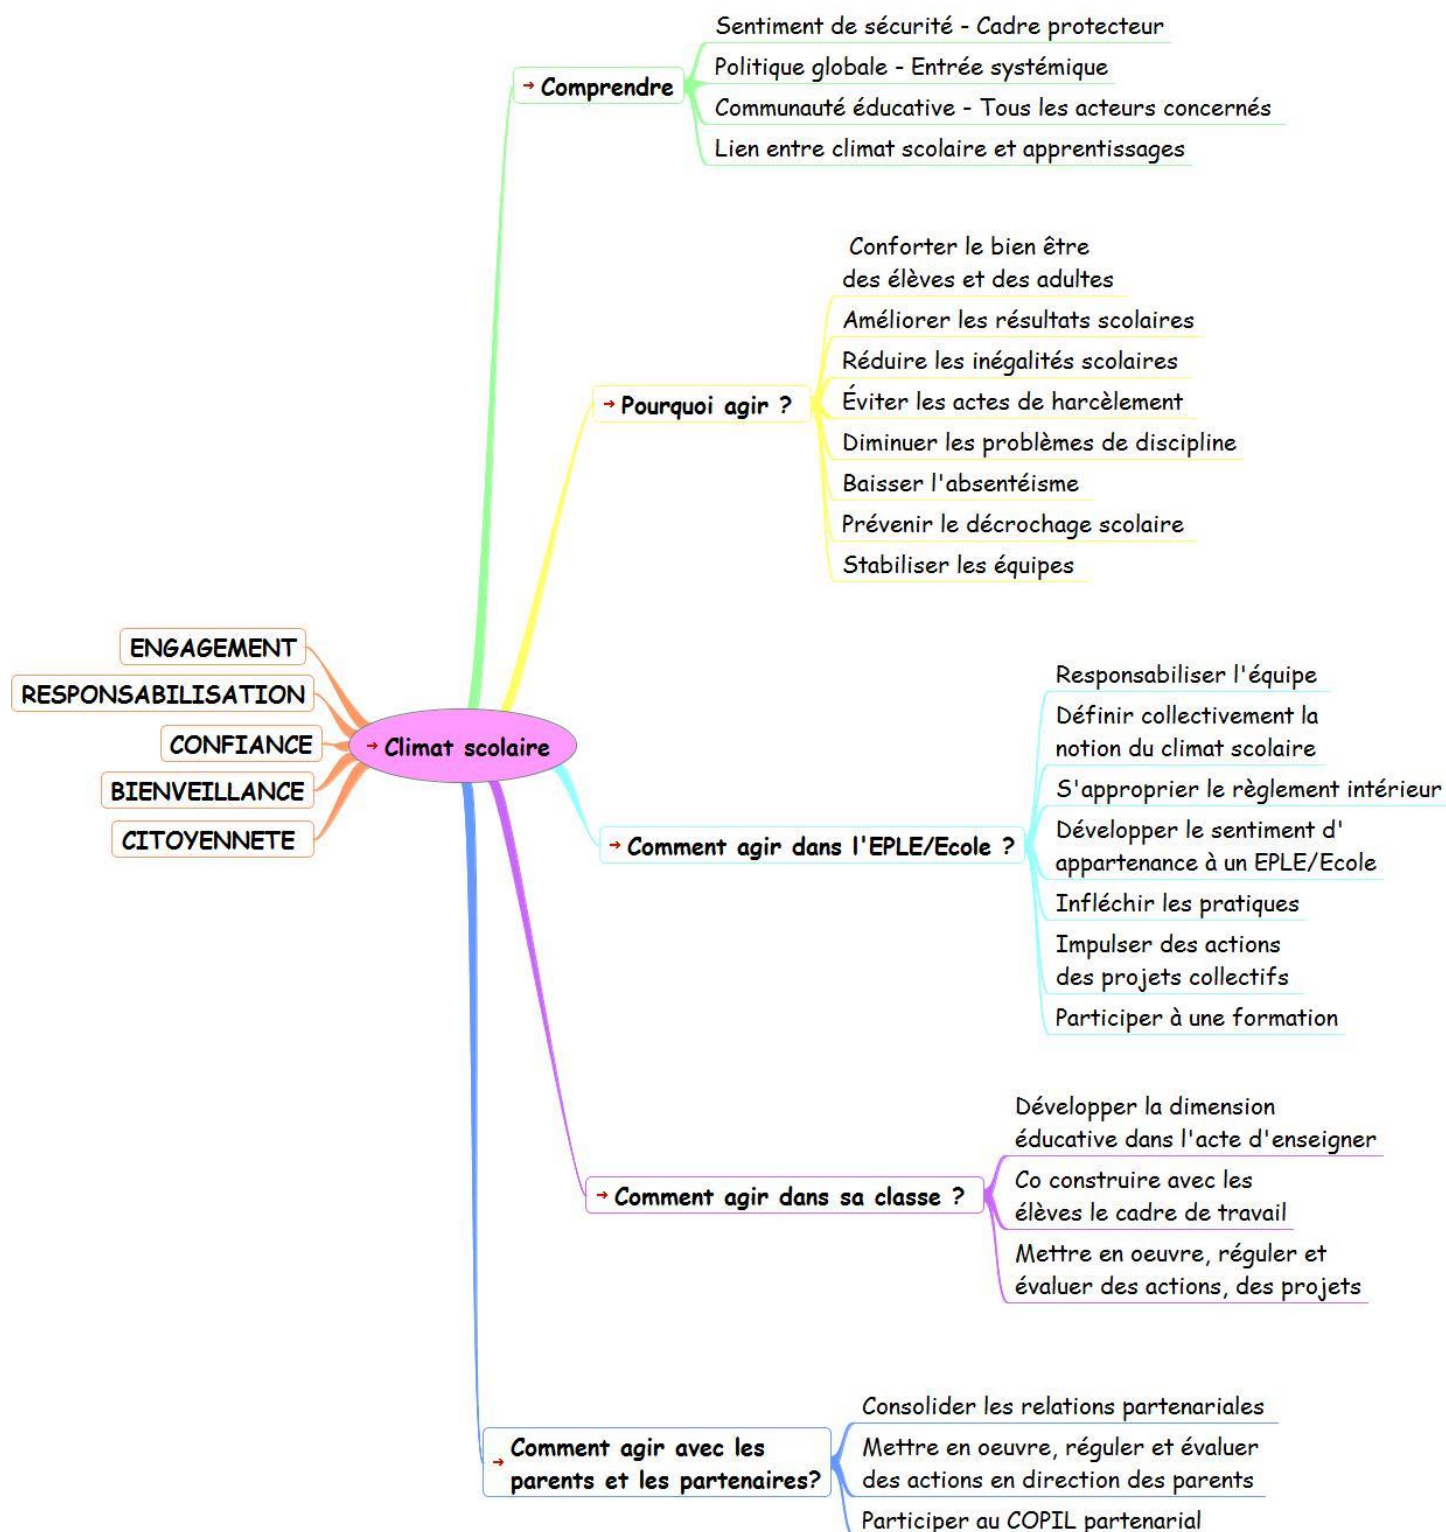 Sentiment de sécurité - Cadre protecteur
→ Comprendre
Politique globale - Entrée systémique
Communauté éducative - Tous les acteurs concernés
Lien entre climat scolaire et apprentissages
Conforter le bien être
des élèves et des adultes
Améliorer les résultats scolaires
Réduire les inégalités scolaires
→ Pourquoi agir ?
Éviter les actes de harcèlement
Diminuer les problèmes de discipline
Baisser l'absentéisme
Prévenir le décrochage scolaire
Stabiliser les équipes
ENGAGEMENT
RESPONSABILISATION
CONFIANCE
BIENVEILLANCE
CITOYENNETE
→ Climat scolaire
Responsabiliser l'équipe
Définir collectivement la
notion du climat scolaire
S'approprier le règlement intérieur
→ Comment agir dans l'EPLE/Ecole ?
Développer le sentiment d'
appartenance à un EPLE/Ecole
Infléchir les pratiques
Impulser des actions
des projets collectifs
Participer à une formation
Développer la dimension
éducative dans l'acte d'enseigner
→ Comment agir dans sa classe ?
Co construire avec les
élèves le cadre de travail
Mettre en oeuvre, réguler et
évaluer des actions, des projets
→ Comment agir avec les
parents et les partenaires?
Consolider les relations partenariales
Mettre en oeuvre, réguler et évaluer
des actions en direction des parents
Participer au COPIL partenarial